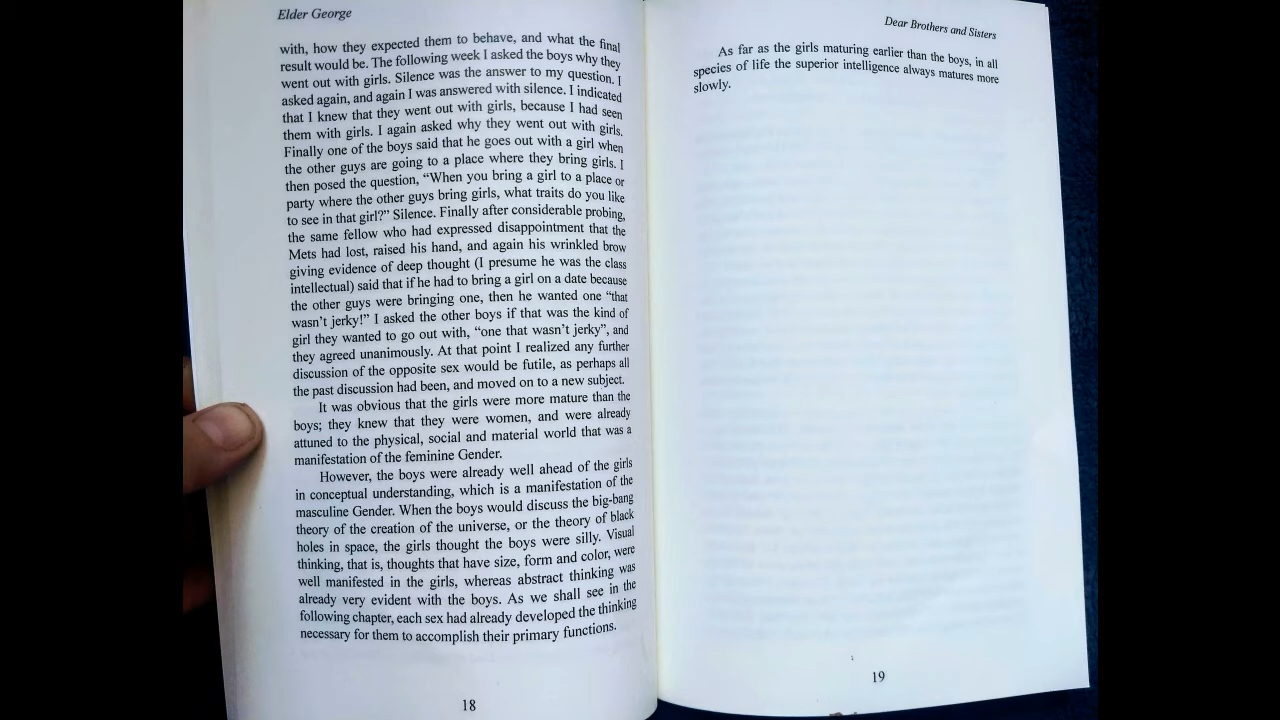 Elder George
with, how they expected them to behave, and what the final
result would be. The following week I asked the boys why they
went out with girls. Silence was the answer to my question. I
asked again, and again I was answered with silence. I indicated
that I knew that they went out with girls, because I had seen
them with girls. I again asked why they went out with girls.
Finally one of the boys said that he goes out with a girl when
the other guys are going to a place where they bring girls. I
then posed the question, “When you bring a girl to a place or
party where the other guys bring girls, what traits do you like
to see in that girl?” Silence. Finally after considerable probing,
the same fellow who had expressed disappointment that the
Mets had lost, raised his hand, and again his wrinkled brow
giving evidence of deep thought (I presume he was the class
intellectual) said that if he had to bring a girl on a date because
the other guys were bringing one, then he wanted one “that
wasn’t jerky!” I asked the other boys if that was the kind of
girl they wanted to go out with, “one that wasn’t jerky”, and
they agreed unanimously. At that point I realized any further
discussion of the opposite sex would be futile, as perhaps all
the past discussion had been, and moved on to a new subject.
It was obvious that the girls were more mature than the
boys; they knew that they were women, and were already
attuned to the physical, social and material world that was a
manifestation of the feminine Gender.
However, the boys were already well ahead of the girls
in conceptual understanding, which is a manifestation of the
masculine Gender. When the boys would discuss the big-bang
theory of the creation of the universe, or the theory of black
holes in space, the girls thought the boys were silly. Visual
thinking, that is, thoughts that have size, form and color, were
well manifested in the girls, whereas abstract thinking was
already very evident with the boys. As we shall see in the
following chapter, each sex had already developed the thinking
necessary for them to accomplish their primary functions.
18
Dear Brothers and Sisters
As far as the girls maturing earlier than the boys, in all
species of life the superior intelligence always matures more
slowly.
19